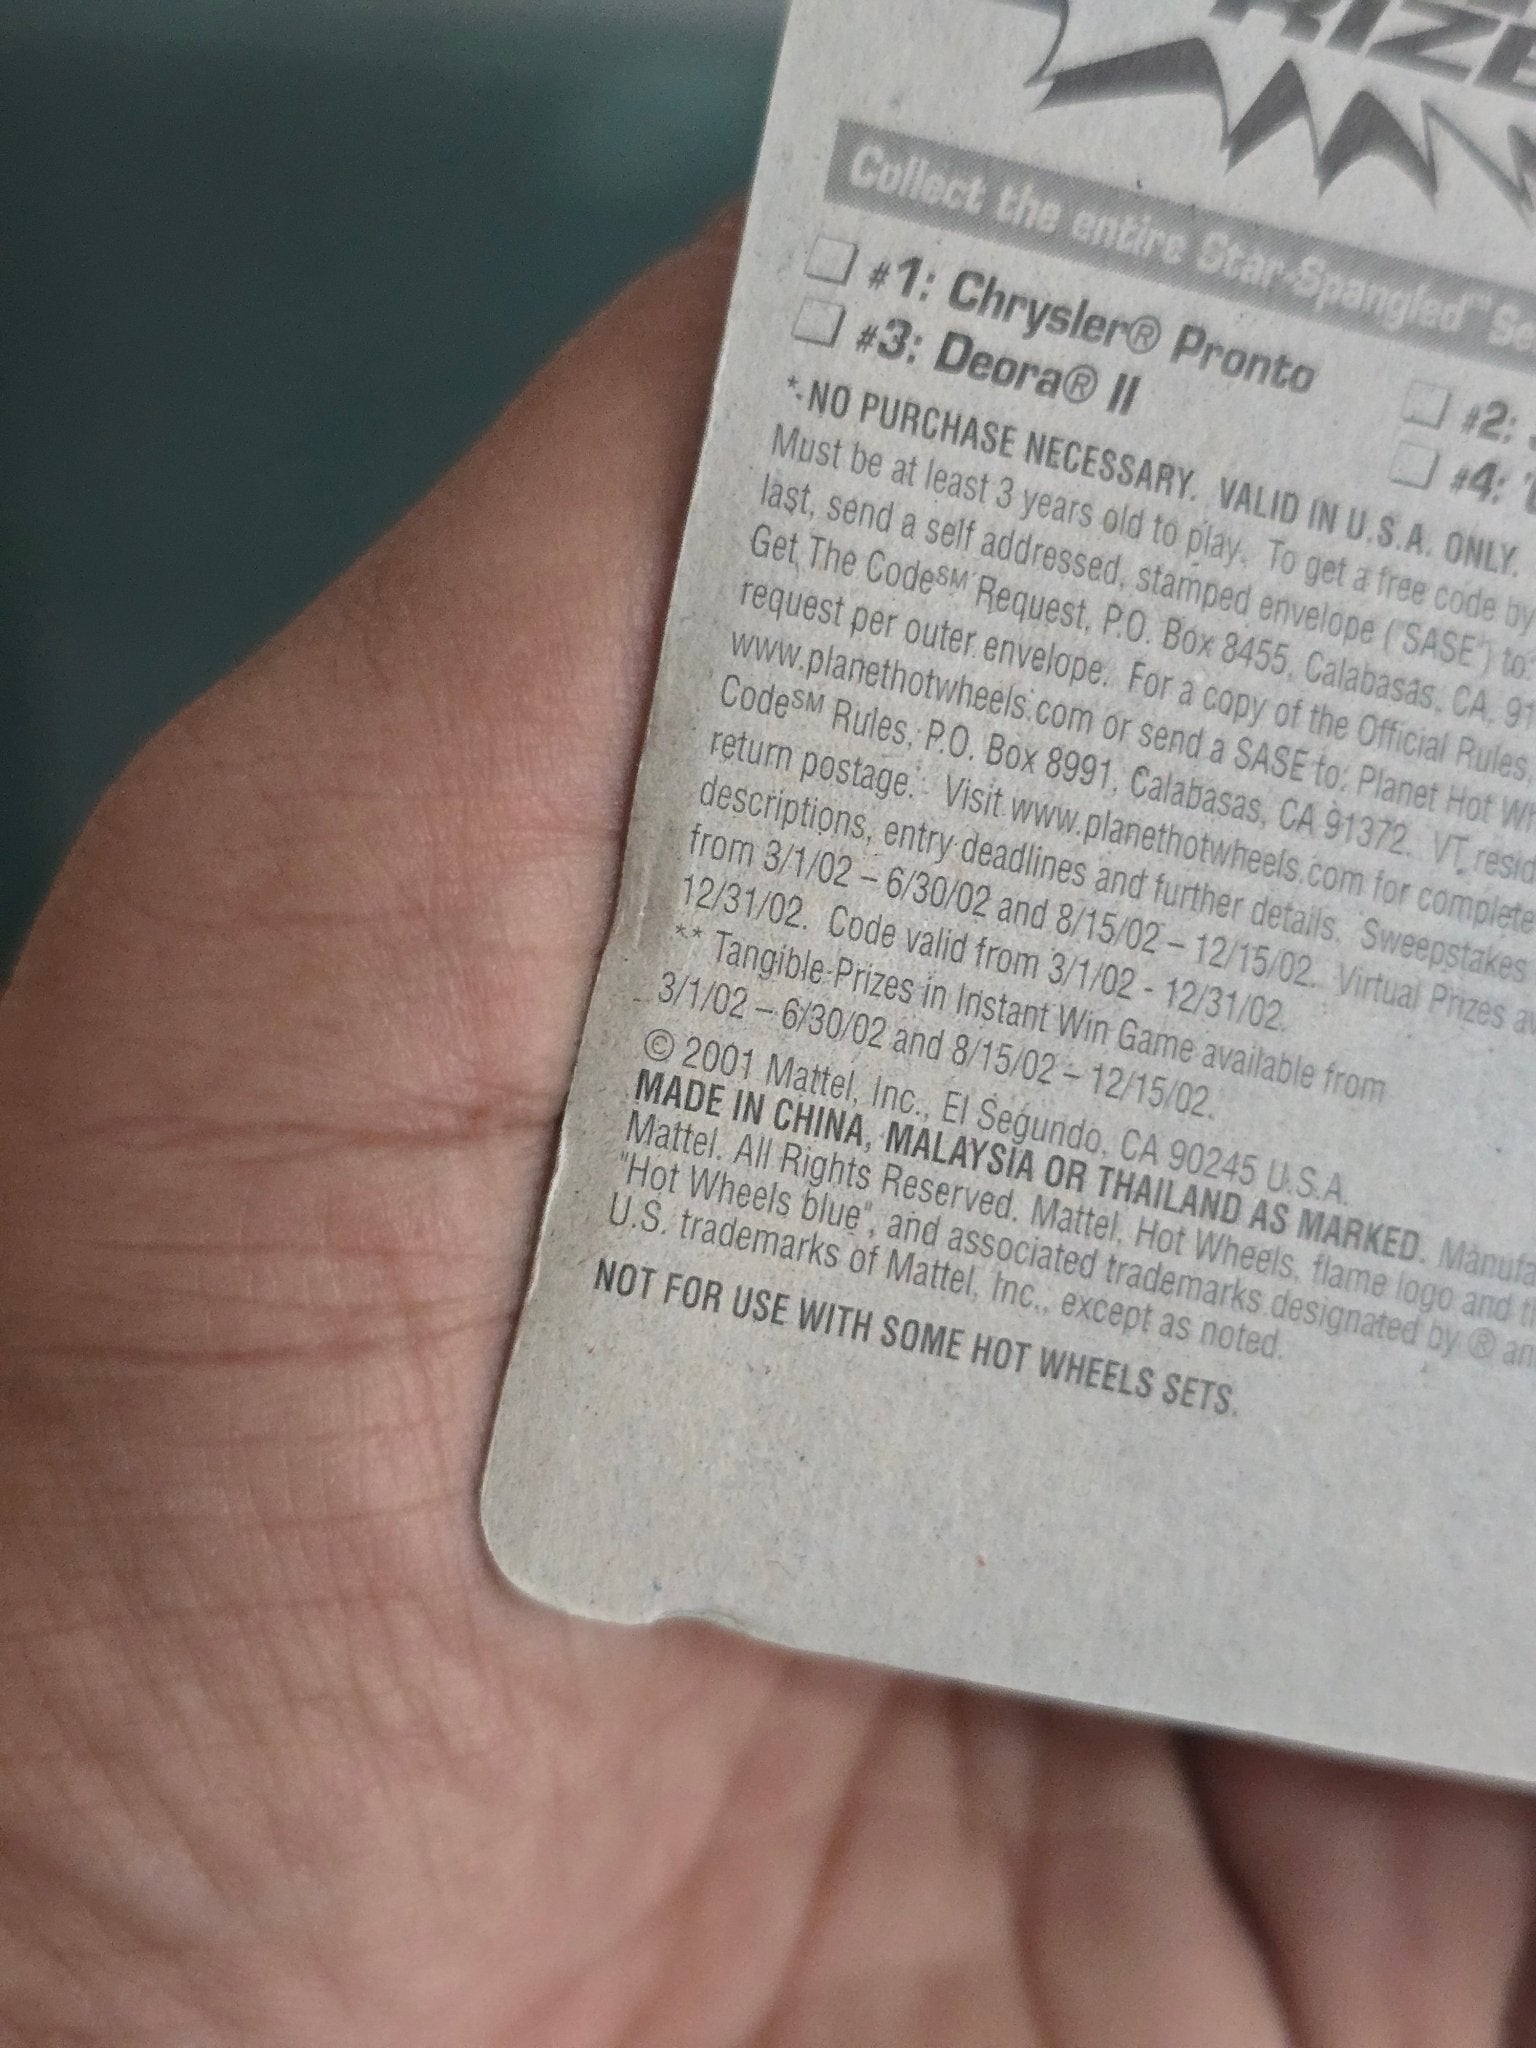 RIZE
Collect the entire Star-Spangled™ Se
#1: Chrysler® Pronto
#2:
#3: Deora® II
#4:
*·NO PURCHASE NECESSARY. VALID IN U.S.A. ONLY.
Must be at least 3 years old to play. To get a free code by
last, send a self addressed, stamped envelope ("SASE") to:
Get The Code℠ Request, P.O. Box 8455, Calabasas, CA, 91
request per outer envelope. For a copy of the Official Rules,
www.planethotwheels.com or send a SASE to: Planet Hot Wh
Code℠ Rules, P.O. Box 8991, Calabasas, CA 91372. VT resid
return postage. Visit www.planethotwheels.com for complete
descriptions, entry deadlines and further details. Sweepstakes
from 3/1/02 – 6/30/02 and 8/15/02 – 12/15/02. Virtual Prizes a
12/31/02. Code valid from 3/1/02 - 12/31/02.
** Tangible Prizes in Instant Win Game available from
3/1/02 – 6/30/02 and 8/15/02 – 12/15/02.
© 2001 Mattel, Inc., El Segundo, CA 90245 U.S.A.
MADE IN CHINA, MALAYSIA OR THAILAND AS MARKED. Manufa
Mattel. All Rights Reserved. Mattel, Hot Wheels, flame logo and th
"Hot Wheels blue", and associated trademarks designated by ® an
U.S. trademarks of Mattel, Inc., except as noted.
NOT FOR USE WITH SOME HOT WHEELS SETS.